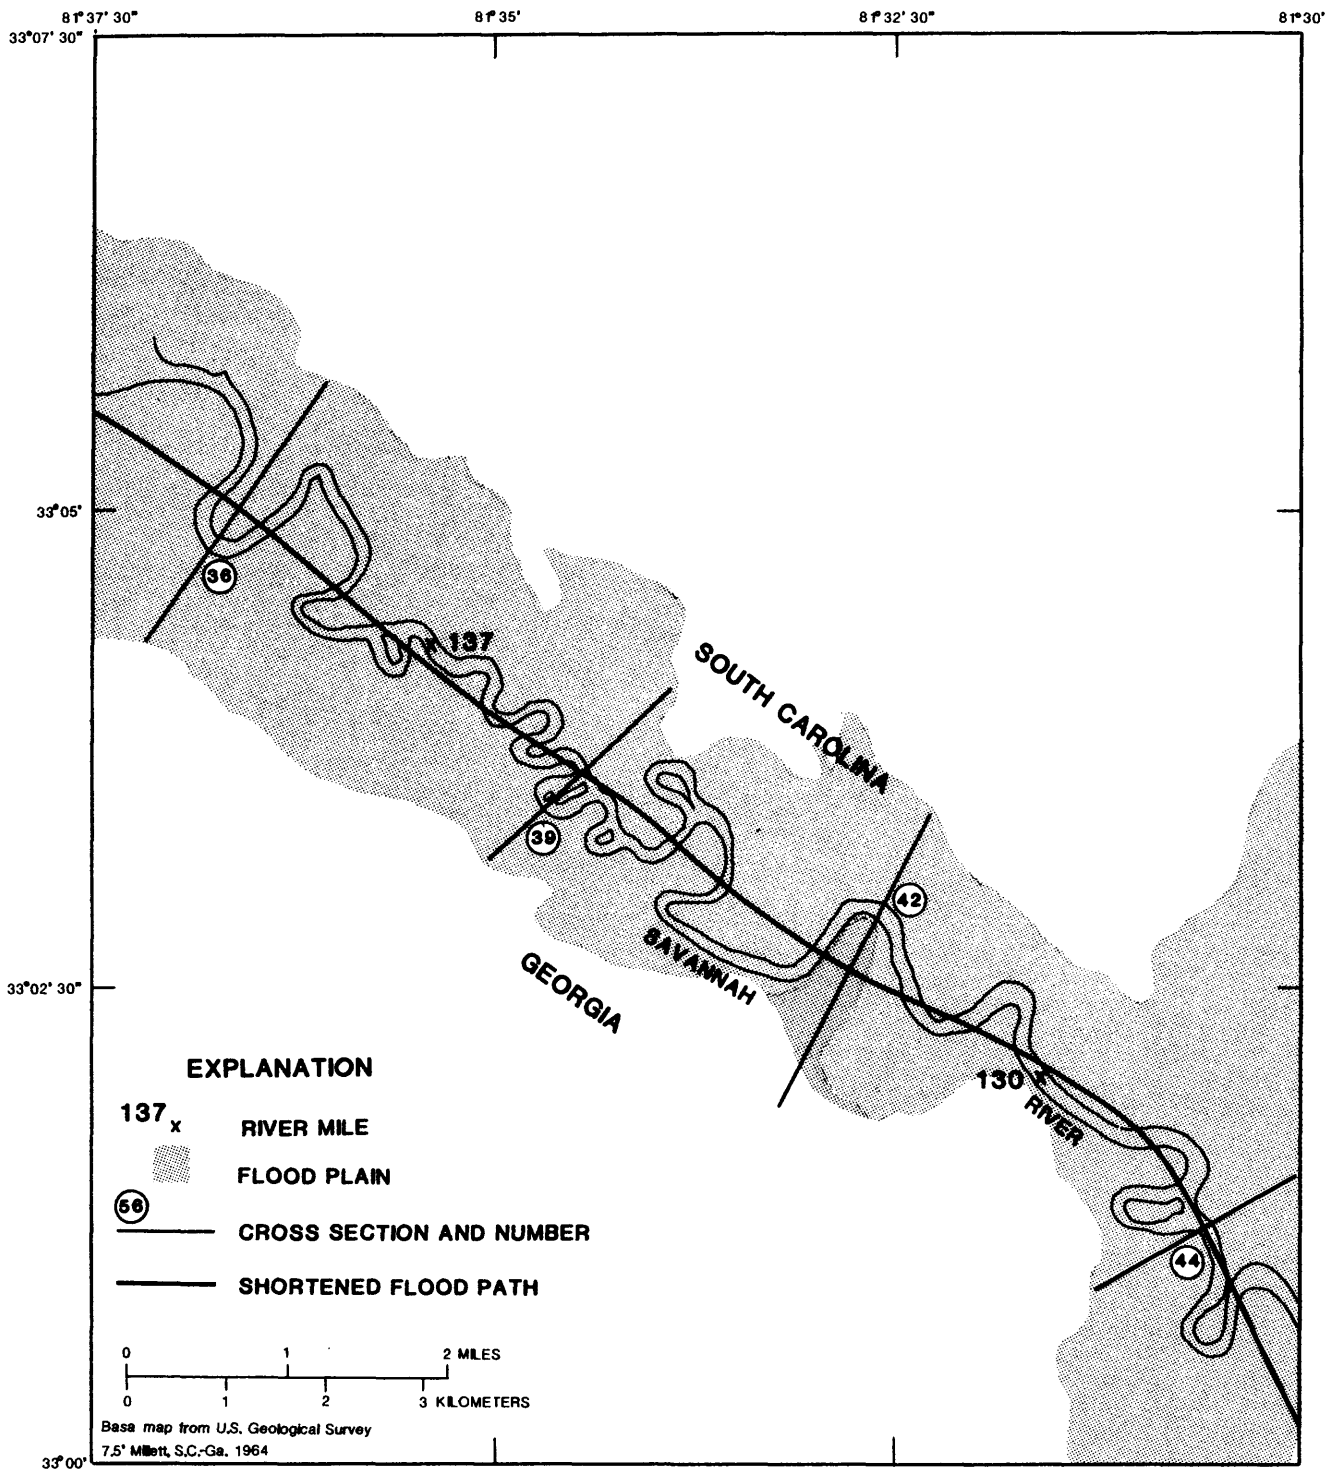 81°37'30" 81°35' 81°32'30" 81°30'
33°07'30"
33°05'
36
137
SOUTH CAROLINA
39
42
SAVANNAH
GEORGIA
33°02'30"
130
RIVER
EXPLANATION
137 x RIVER MILE
FLOOD PLAIN
56
CROSS SECTION AND NUMBER
44
SHORTENED FLOOD PATH
0 1 2 MILES
0 1 2 3 KILOMETERS
Base map from U.S. Geological Survey
7.5' Millett, S.C.-Ga. 1964
33°00'